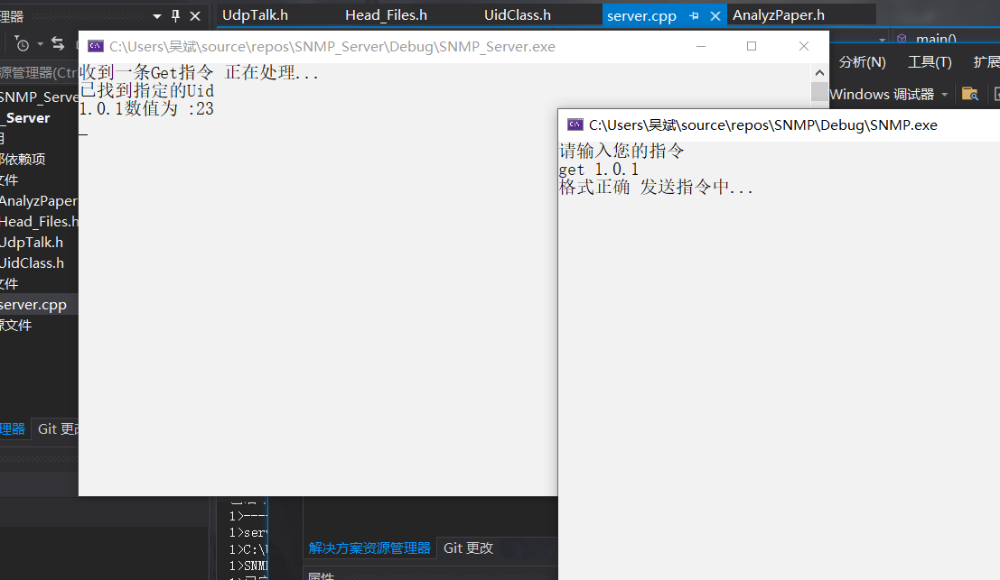 理器
UdpTalk.h
Head_Files.h
UidClass.h
server.cpp
AnalyzPaper.h
main()
C:\Users\吴斌\source\repos\SNMP_Server\Debug\SNMP_Server.exe
收到一条Get指令 正在处理...
已找到指定的Uid
1.0.1数值为 :23
分析(N)
工具(T)
扩展
Windows 调试器
C:\Users\吴斌\source\repos\SNMP\Debug\SNMP.exe
请输入您的指令
get 1.0.1
格式正确 发送指令中...
源管理器(Ctr
SNMP_Serve
_Server
部依赖项
文件
AnalyzPaper
Head_Files.h
UdpTalk.h
UidClass.h
文件
server.cpp
源文件
理器
Git 更改
1>----
1>serv
1>C:\
1>SNM
解决方案资源管理器
Git 更改
属性